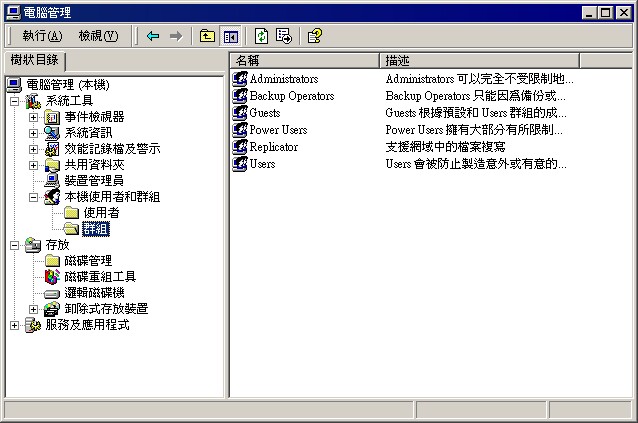 電腦管理
執行(A) 檢視(V)
樹狀目錄
電腦管理 (本機)
系統工具
事件檢視器
系統資訊
效能記錄檔及警示
共用資料夾
裝置管理員
本機使用者和群組
使用者
群組
存放
磁碟管理
磁碟重組工具
邏輯磁碟機
卸除式存放裝置
服務及應用程式
名稱 描述
Administrators Administrators 可以完全不受限制地...
Backup Operators Backup Operators 只能因為備份或...
Guests Guests 根據預設和 Users 群組的成...
Power Users Power Users 擁有大部分有所限制...
Replicator 支援網域中的檔案複寫
Users Users 會被防止製造意外或有意的...